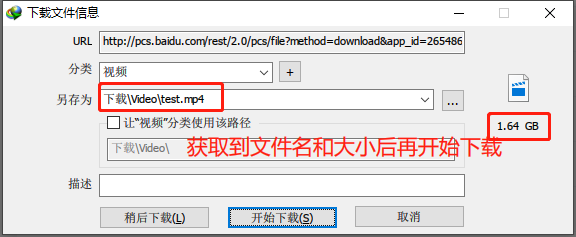 下载文件信息
URL http://pcs.baidu.com/rest/2.0/pcs/file?method=download&app_id=265486
分类 视频 +
另存为 下载\Video\test.mp4 ...
1.64 GB
让“视频”分类使用该路径
下载\Video\
获取到文件名和大小后再开始下载
描述
稍后下载(L) 开始下载(S) 取消